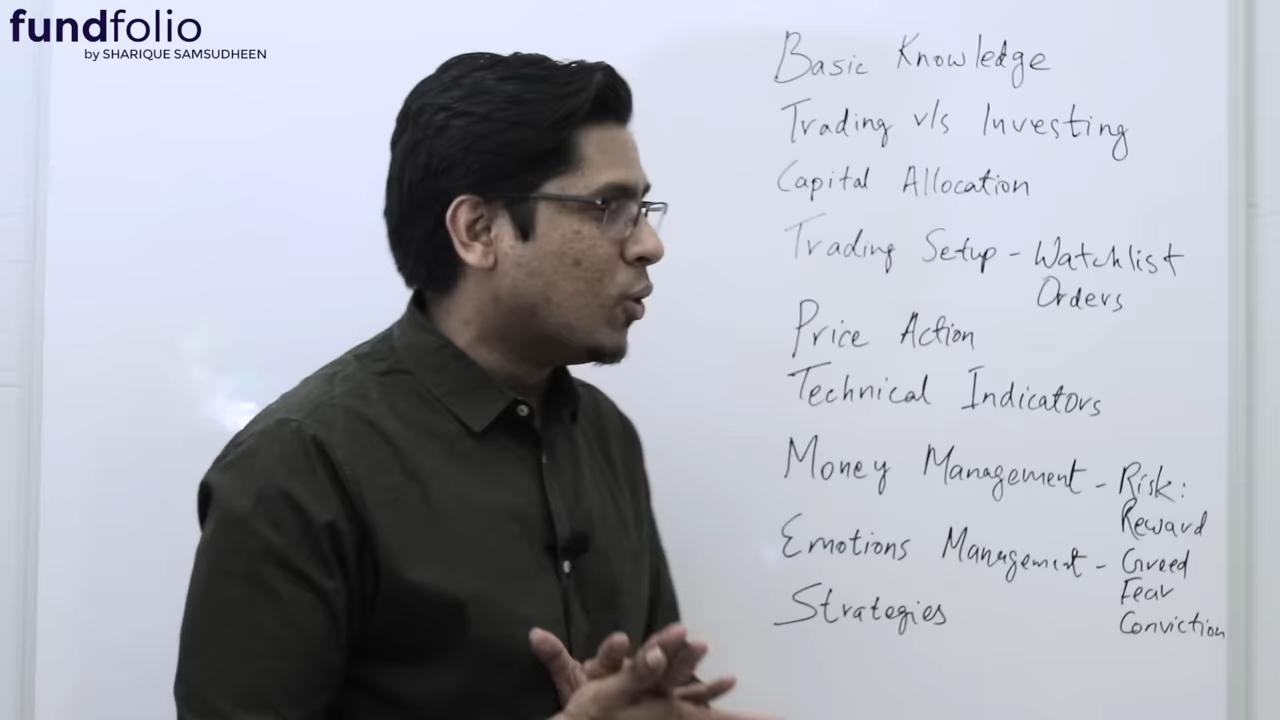 fundfolio
by SHARIQUE SAMSUDHEEN
Basic Knowledge
Trading v/s Investing
Capital Allocation
Trading Setup - Watchlist
Orders
Price Action
Technical Indicators
Money Management - Risk:
Reward
Emotions Management - Greed
Fear
Conviction
Strategies